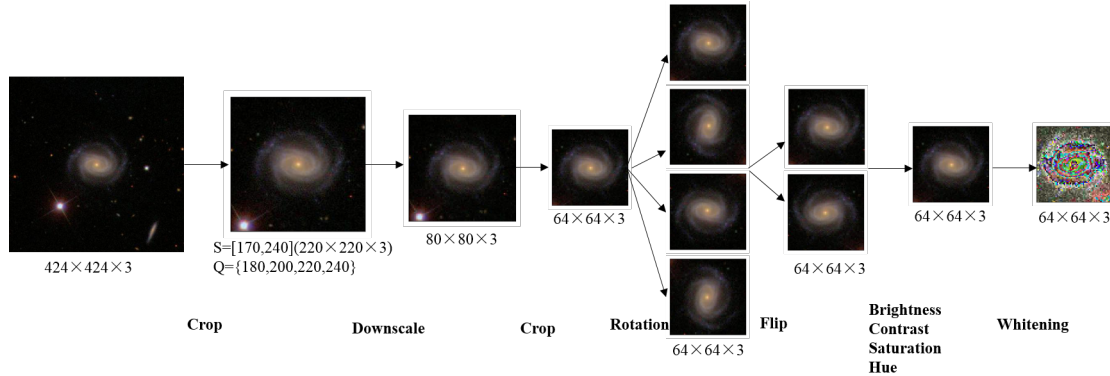 424×424×3
S=[170,240](220×220×3)
Q={180,200,220,240}
80×80×3
64×64×3
64×64×3
64×64×3
64×64×3
64×64×3
Crop
Downscale
Crop
Rotation
Flip
Brightness
Contrast
Saturation
Hue
Whitening